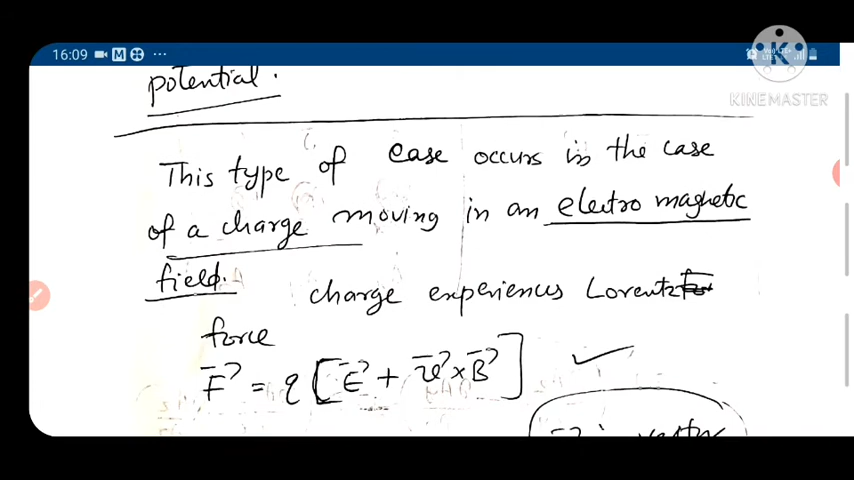 16:09 M ...
KINEMASTER
potential.
This type of case occurs in the case
of a charge moving in an electro magnetic
field. charge experiences Lorentz
force
F = q [E + v × B]